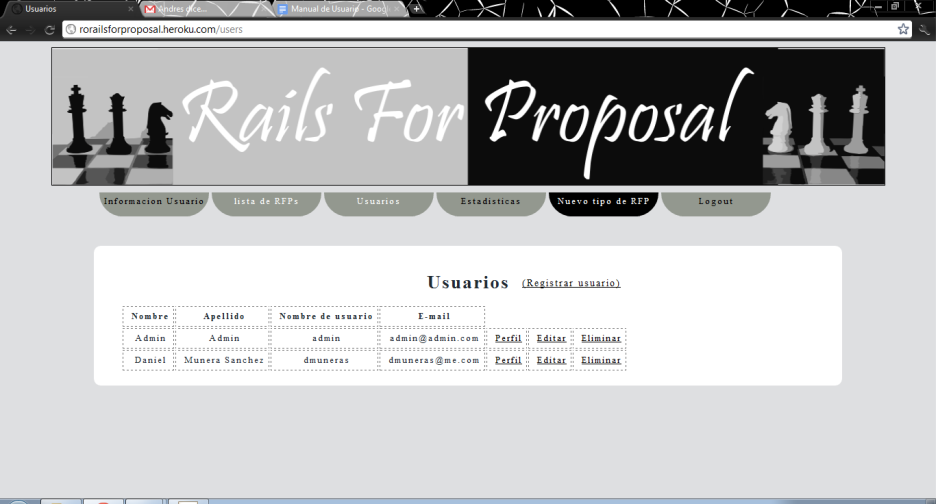 Usuarios
Andres dice...
Manual de Usuario - Goog
rorailsforproposal.heroku.com/users
Rails For Proposal
Informacion Usuario lista de RFPs Usuarios Estadisticas Nuevo tipo de RFP Logout
Usuarios (Registrar usuario)
Nombre Apellido Nombre de usuario E-mail
Admin Admin admin admin@admin.com Perfil Editar Eliminar
Daniel Munera Sanchez dmuneras dmuneras@me.com Perfil Editar Eliminar